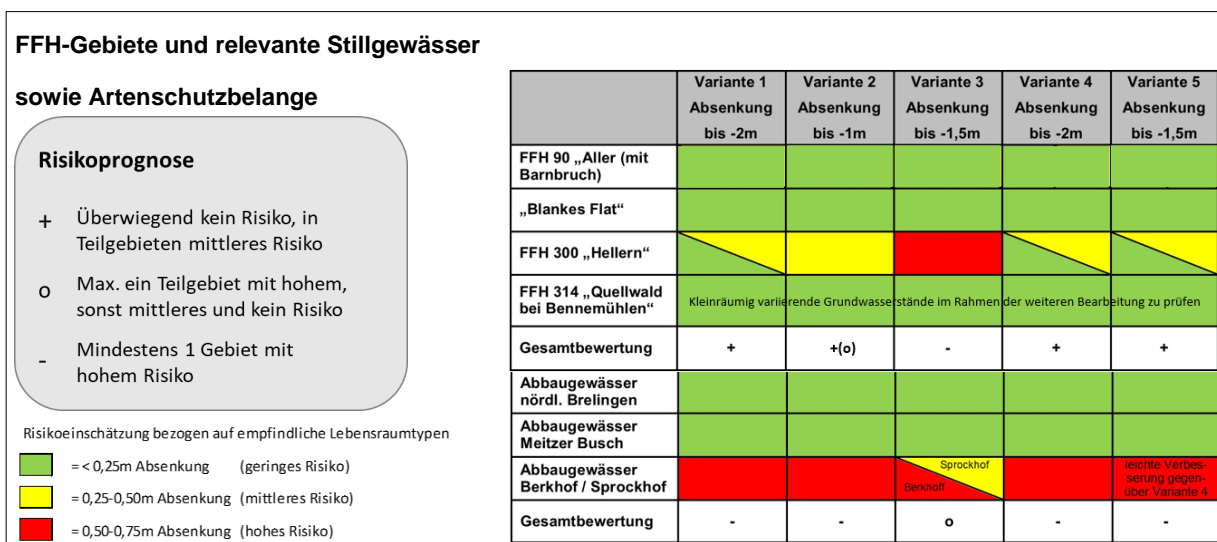 FFH-Gebiete und relevante Stillgewässer
sowie Artenschutzbelange
Risikoprognose
+ Überwiegend kein Risiko, in
Teilgebieten mittleres Risiko
o Max. ein Teilgebiet mit hohem,
sonst mittleres und kein Risiko
- Mindestens 1 Gebiet mit
hohem Risiko
Risikoeinschätzung bezogen auf empfindliche Lebensraumtypen
= < 0,25m Absenkung (geringes Risiko)
= 0,25-0,50m Absenkung (mittleres Risiko)
= 0,50-0,75m Absenkung (hohes Risiko)
Variante 1 Variante 2 Variante 3 Variante 4 Variante 5
Absenkung Absenkung Absenkung Absenkung Absenkung
bis -2m bis -1m bis -1,5m bis -2m bis -1,5m
FFH 90 „Aller (mit
Barnbruch)
„Blankes Flat“
FFH 300 „Hellern“
FFH 314 „Quellwald
bei Bennemühlen“
Kleinräumig variierende Grundwasserstände im Rahmen der weiteren Bearbeitung zu prüfen
Gesamtbewertung + +(o) - + +
Abbaugewässer
nördl. Brelingen
Abbaugewässer
Meitzer Busch
Abbaugewässer
Berkhof / Sprockhof
Sprockhof
Berkhoff
leichte Verbes-
serung gegen-
über Variante 4
Gesamtbewertung - - o - -